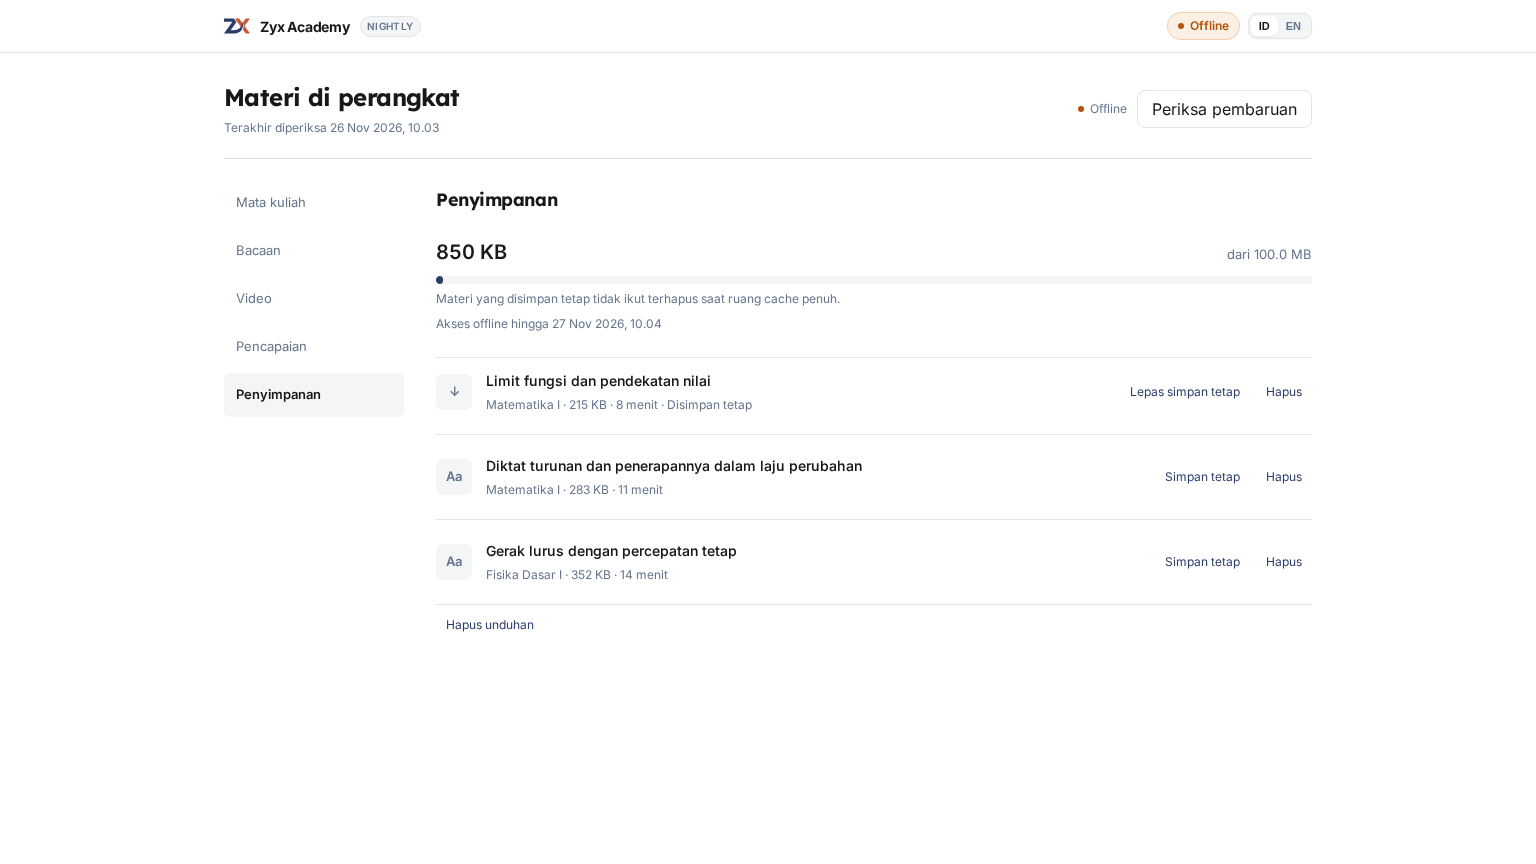 ZX Zyx Academy NIGHTLY
Offline ID EN
Materi di perangkat
Terakhir diperiksa 26 Nov 2026, 10.03
Offline Periksa pembaruan
Mata kuliah
Bacaan
Video
Pencapaian
Penyimpanan
Penyimpanan
850 KB dari 100.0 MB
Materi yang disimpan tetap tidak ikut terhapus saat ruang cache penuh.
Akses offline hingga 27 Nov 2026, 10.04
Limit fungsi dan pendekatan nilai
Matematika I · 215 KB · 8 menit · Disimpan tetap
Lepas simpan tetap Hapus
Aa
Diktat turunan dan penerapannya dalam laju perubahan
Matematika I · 283 KB · 11 menit
Simpan tetap Hapus
Aa
Gerak lurus dengan percepatan tetap
Fisika Dasar I · 352 KB · 14 menit
Simpan tetap Hapus
Hapus unduhan